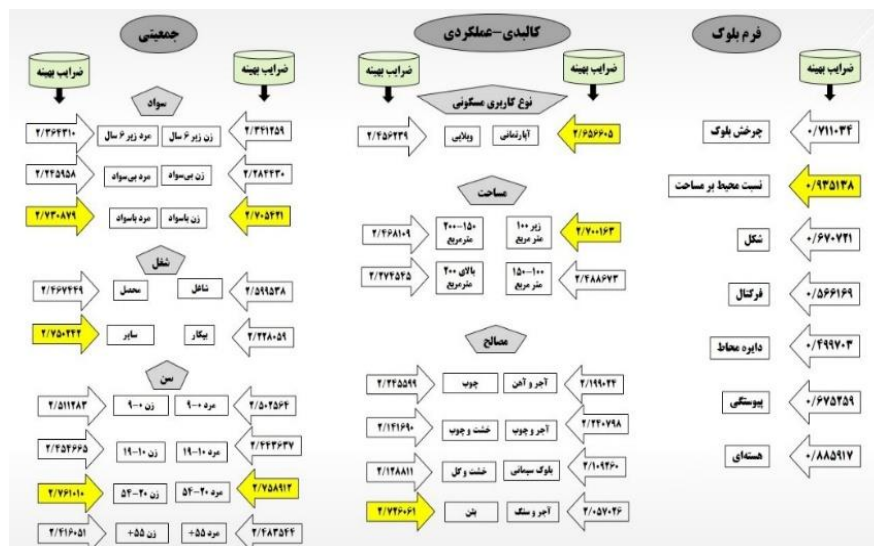 فرم بلوک
ضرایب بهینه
چرخش بلوک ۰/۷۱۱۰۳۴
نسبت محیط بر مساحت ۰/۹۳۵۱۳۸
شکل ۰/۶۷۰۷۲۱
فرکتال ۰/۵۶۶۱۶۹
دایره محاط ۰/۴۹۹۷۰۳
پیوستگی ۰/۶۷۵۲۵۹
هسته‌ای ۰/۸۸۵۹۱۷
کالبدی-عملکردی
ضرایب بهینه ضرایب بهینه
نوع کاربری مسکونی
۲/۶۵۶۶۰۵ آپارتمانی ویلایی ۲/۴۵۶۲۳۹
مساحت
۲/۷۰۰۱۶۳ زیر ۱۰۰ متر مربع ۱۵۰-۲۰۰ مترمربع ۲/۴۶۸۱۰۹
۲/۴۸۸۶۷۳ ۱۰۰-۱۵۰ متر مربع بالای ۲۰۰ مترمربع ۲/۲۷۴۵۴۵
مصالح
۲/۱۹۹۰۲۴ آجر و آهن چوب ۲/۲۴۵۵۹۹
۲/۲۴۰۷۹۸ آجر و چوب خشت و چوب ۲/۱۴۱۶۹۰
۲/۱۰۹۲۶۰ بلوک سیمانی خشت و گل ۲/۱۲۸۸۱۱
۲/۰۵۷۰۲۶ آجر و سنگ بتن ۲/۷۲۶۰۶۱
جمعیتی
ضرایب بهینه ضرایب بهینه
سواد
۲/۳۴۱۲۵۹ زن زیر ۶ سال مرد زیر ۶ سال ۲/۳۶۴۳۱۰
۲/۲۸۴۴۳۰ زن بی‌سواد مرد بی‌سواد ۲/۲۴۵۹۵۸
۲/۷۰۵۴۲۱ زن باسواد مرد باسواد ۲/۷۳۰۸۷۹
شغل
۲/۵۹۹۵۳۸ شاغل محصل ۲/۴۶۷۴۴۹
۲/۲۲۸۰۵۹ بیکار سایر ۲/۷۵۰۲۴۲
سن
۲/۵۰۲۵۶۴ مرد ۰-۹ زن ۰-۹ ۲/۵۱۱۲۸۳
۲/۴۴۳۶۳۷ مرد ۱۰-۱۹ زن ۱۰-۱۹ ۲/۴۵۴۶۶۵
۲/۷۵۸۹۱۲ مرد ۲۰-۵۴ زن ۲۰-۵۴ ۲/۷۶۱۰۱۰
۲/۴۸۳۵۴۴ مرد ۵۵+ زن ۵۵+ ۲/۴۱۶۰۵۱